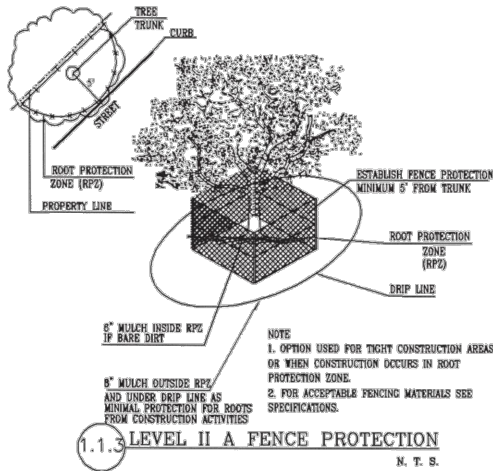 TREE
TRUNK
CURB
5'
STREET
ROOT PROTECTION
ZONE (RPZ)
PROPERTY LINE
ESTABLISH FENCE PROTECTION
MINIMUM 5' FROM TRUNK
ROOT PROTECTION
ZONE
(RPZ)
DRIP LINE
6" MULCH INSIDE RPZ
IF BARE DIRT
8" MULCH OUTSIDE RPZ
AND UNDER DRIP LINE AS
MINIMAL PROTECTION FOR ROOTS
FROM CONSTRUCTION ACTIVITIES
NOTE
1. OPTION USED FOR TIGHT CONSTRUCTION AREAS
OR WHEN CONSTRUCTION OCCURS IN ROOT
PROTECTION ZONE.
2. FOR ACCEPTABLE FENCING MATERIALS SEE
SPECIFICATIONS.
1.1.3 LEVEL II A FENCE PROTECTION
N. T. S.